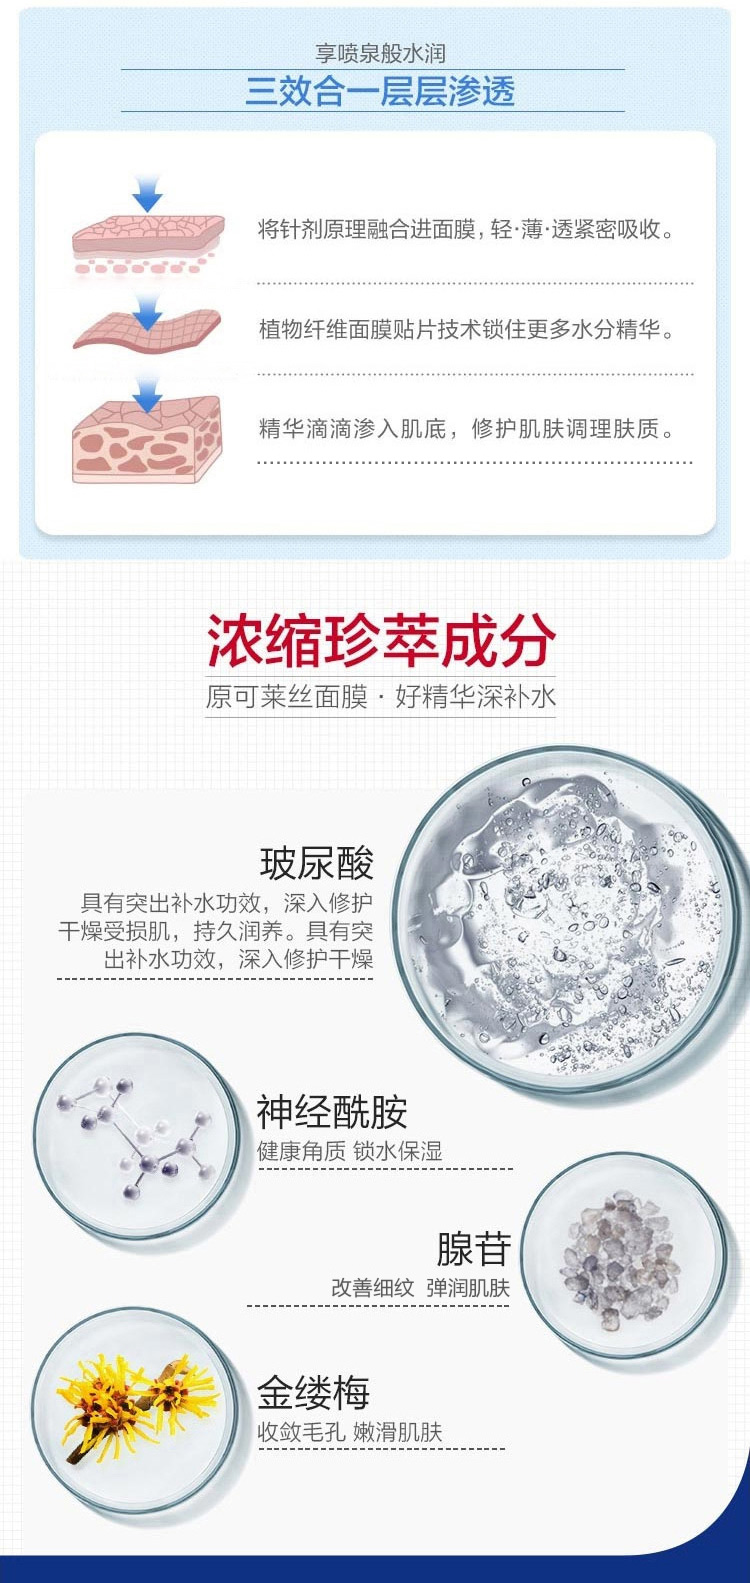 享喷泉般水润
三效合一层层渗透
将针剂原理融合进面膜,轻·薄·透紧密吸收。
植物纤维面膜贴片技术锁住更多水分精华。
精华滴滴渗入肌底，修护肌肤调理肤质。
浓缩珍萃成分
原可莱丝面膜·好精华深补水
玻尿酸
具有突出补水功效，深入修护
干燥受损肌，持久润养。具有突
出补水功效，深入修护干燥
神经酰胺
健康角质 锁水保湿
腺苷
改善细纹 弹润肌肤
金缕梅
收敛毛孔 嫩滑肌肤